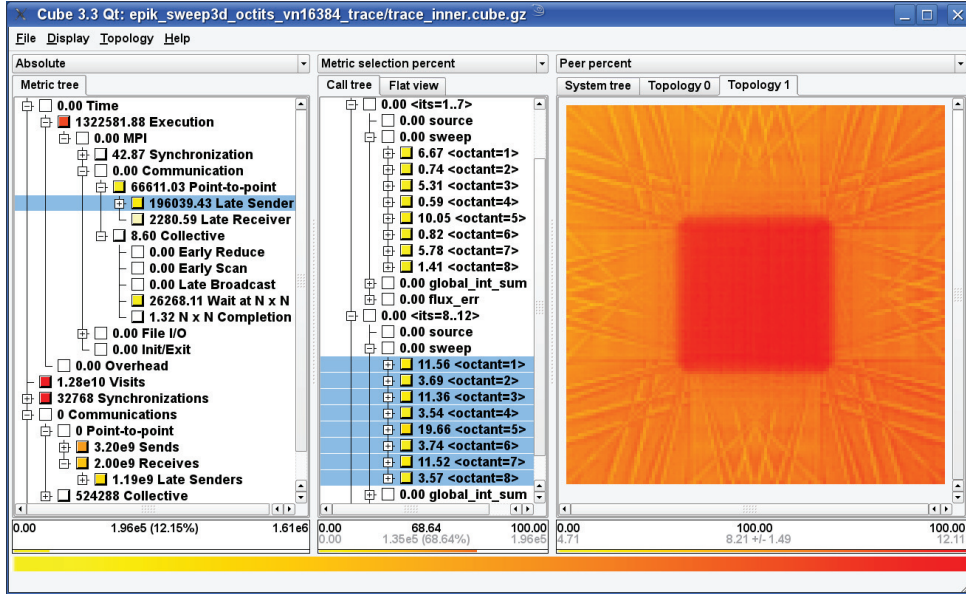 Cube 3.3 Qt: epik_sweep3d_octits_vn16384_trace/trace_inner.cube.gz
File Display Topology Help
Absolute
Metric tree
0.00 Time
1322581.88 Execution
0.00 MPI
42.87 Synchronization
0.00 Communication
66611.03 Point-to-point
196039.43 Late Sender
2280.59 Late Receiver
8.60 Collective
0.00 Early Reduce
0.00 Early Scan
0.00 Late Broadcast
26268.11 Wait at N x N
1.32 N x N Completion
0.00 File I/O
0.00 Init/Exit
0.00 Overhead
1.28e10 Visits
32768 Synchronizations
0 Communications
0 Point-to-point
3.20e9 Sends
2.00e9 Receives
1.19e9 Late Senders
524288 Collective
0.00 1.96e5 (12.15%) 1.61e6
Metric selection percent
Call tree Flat view
0.00 <its=1..7>
0.00 source
0.00 sweep
6.67 <octant=1>
0.74 <octant=2>
5.31 <octant=3>
0.59 <octant=4>
10.05 <octant=5>
0.82 <octant=6>
5.78 <octant=7>
1.41 <octant=8>
0.00 global_int_sum
0.00 flux_err
0.00 <its=8..12>
0.00 source
0.00 sweep
11.56 <octant=1>
3.69 <octant=2>
11.36 <octant=3>
3.54 <octant=4>
19.66 <octant=5>
3.74 <octant=6>
11.52 <octant=7>
3.57 <octant=8>
0.00 global_int_sum
0.00 68.64 100.00
0.00 1.35e5 (68.64%) 1.96e5
Peer percent
System tree Topology 0 Topology 1
0.00 100.00 100.00
4.71 8.21 +/- 1.49 12.11